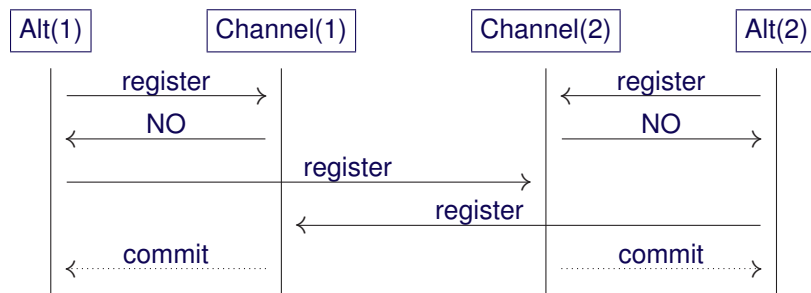 Alt(1) Channel(1) Channel(2) Alt(2)
register register
NO NO
register
register
commit commit